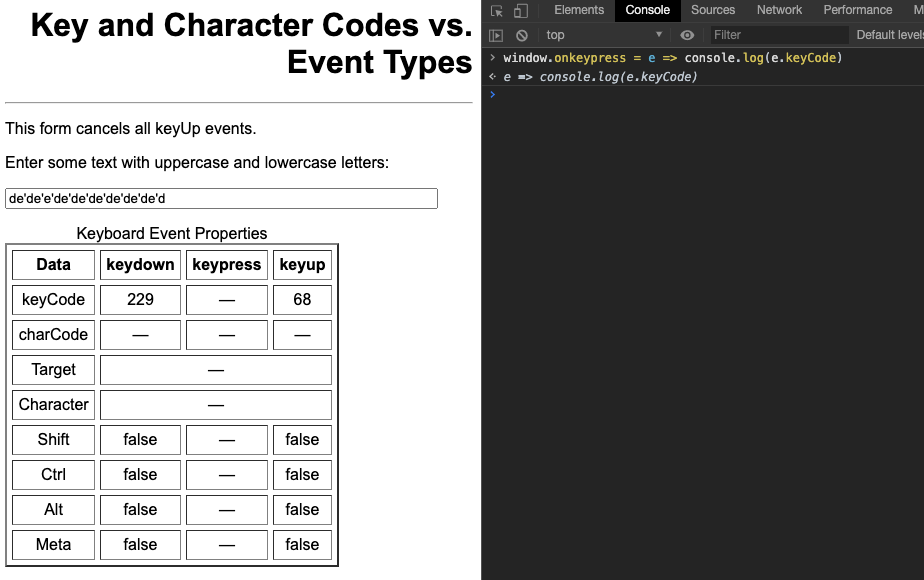 Key and Character Codes vs.
Event Types
This form cancels all keyUp events.
Enter some text with uppercase and lowercase letters:
de'de'e'de'de'de'de'de'de'd
Keyboard Event Properties
Data keydown keypress keyup
keyCode 229 — 68
charCode — — —
Target —
Character —
Shift false — false
Ctrl false — false
Alt false — false
Meta false — false
Elements Console Sources Network Performance M
top Filter Default levels
> window.onkeypress = e => console.log(e.keyCode)
< e => console.log(e.keyCode)
>